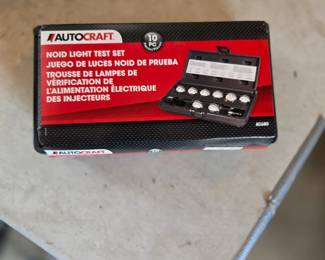 AUTOCRAFT.
10
PC
NOID LIGHT TEST SET
JUEGO DE LUCES NOID DE PRUEBA
TROUSSE DE LAMPES DE
VÉRIFICATION DE
L'ALIMENTATION ÉLECTRIQUE
DES INJECTEURS
AUTOCRAFT